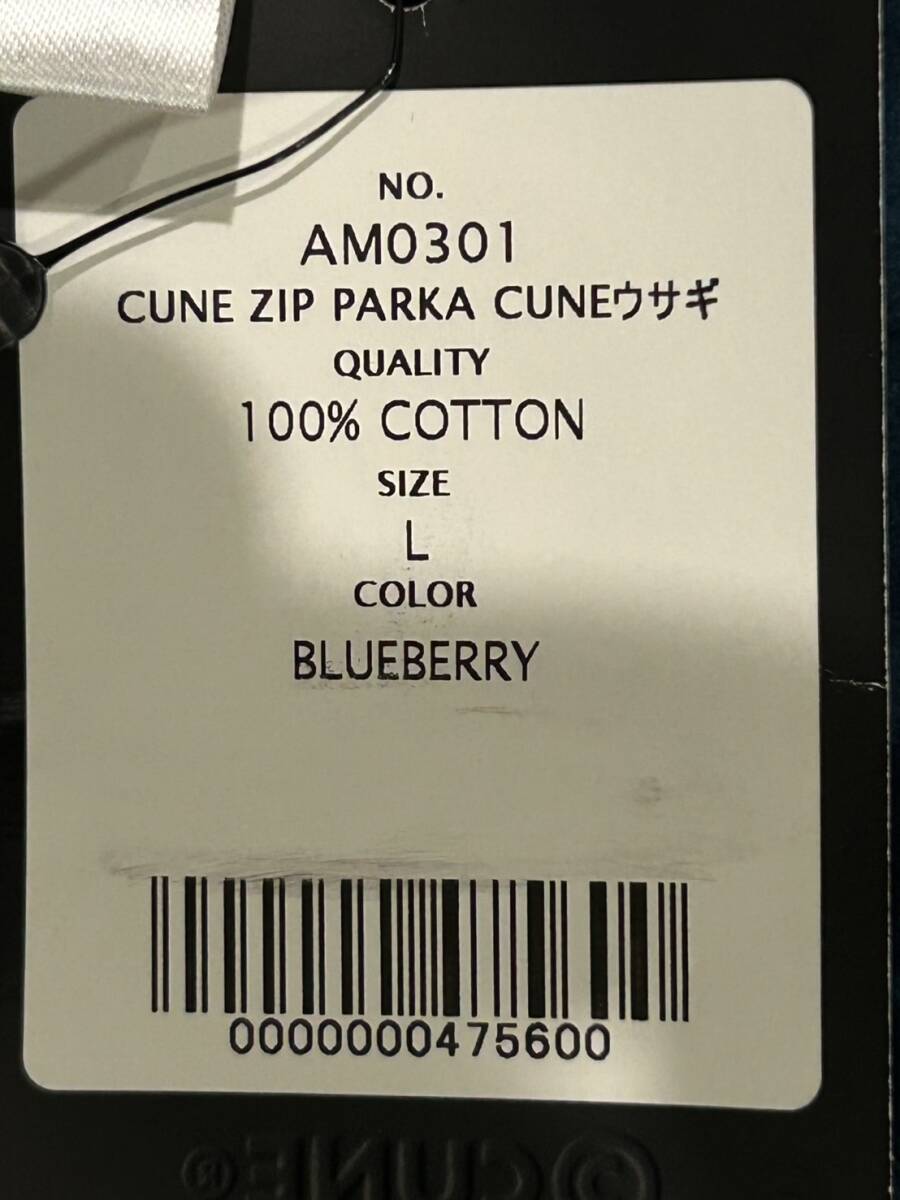 NO.
AM0301
CUNE ZIP PARKA CUNEウサギ
QUALITY
100% COTTON
SIZE
L
COLOR
BLUEBERRY
0000000475600
CUNE®